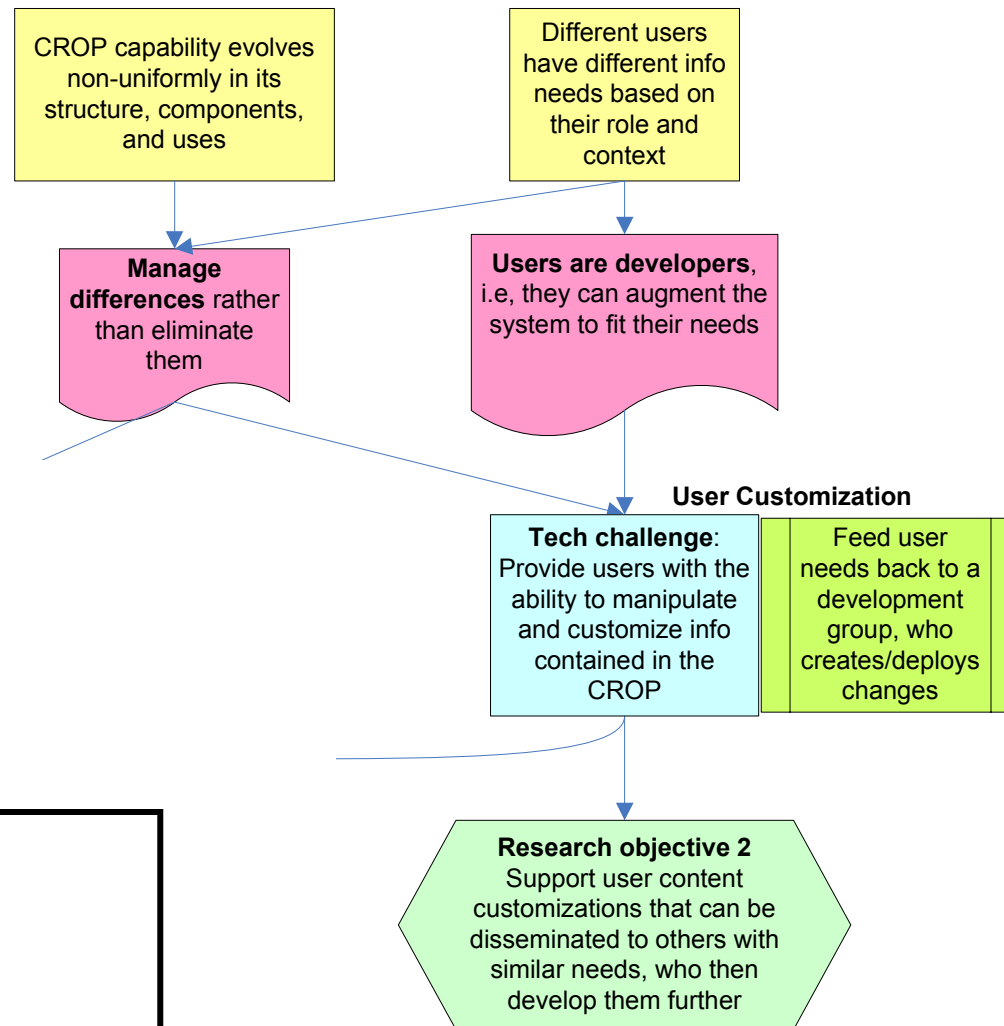 CROP capability evolves
non-uniformly in its
structure, components,
and uses
Different users
have different info
needs based on
their role and
context
Manage
differences rather
than eliminate
them
Users are developers,
i.e, they can augment the
system to fit their needs
User Customization
Tech challenge:
Provide users with the
ability to manipulate
and customize info
contained in the
CROP
Feed user
needs back to a
development
group, who
creates/deploys
changes
Research objective 2
Support user content
customizations that can be
disseminated to others with
similar needs, who then
develop them further